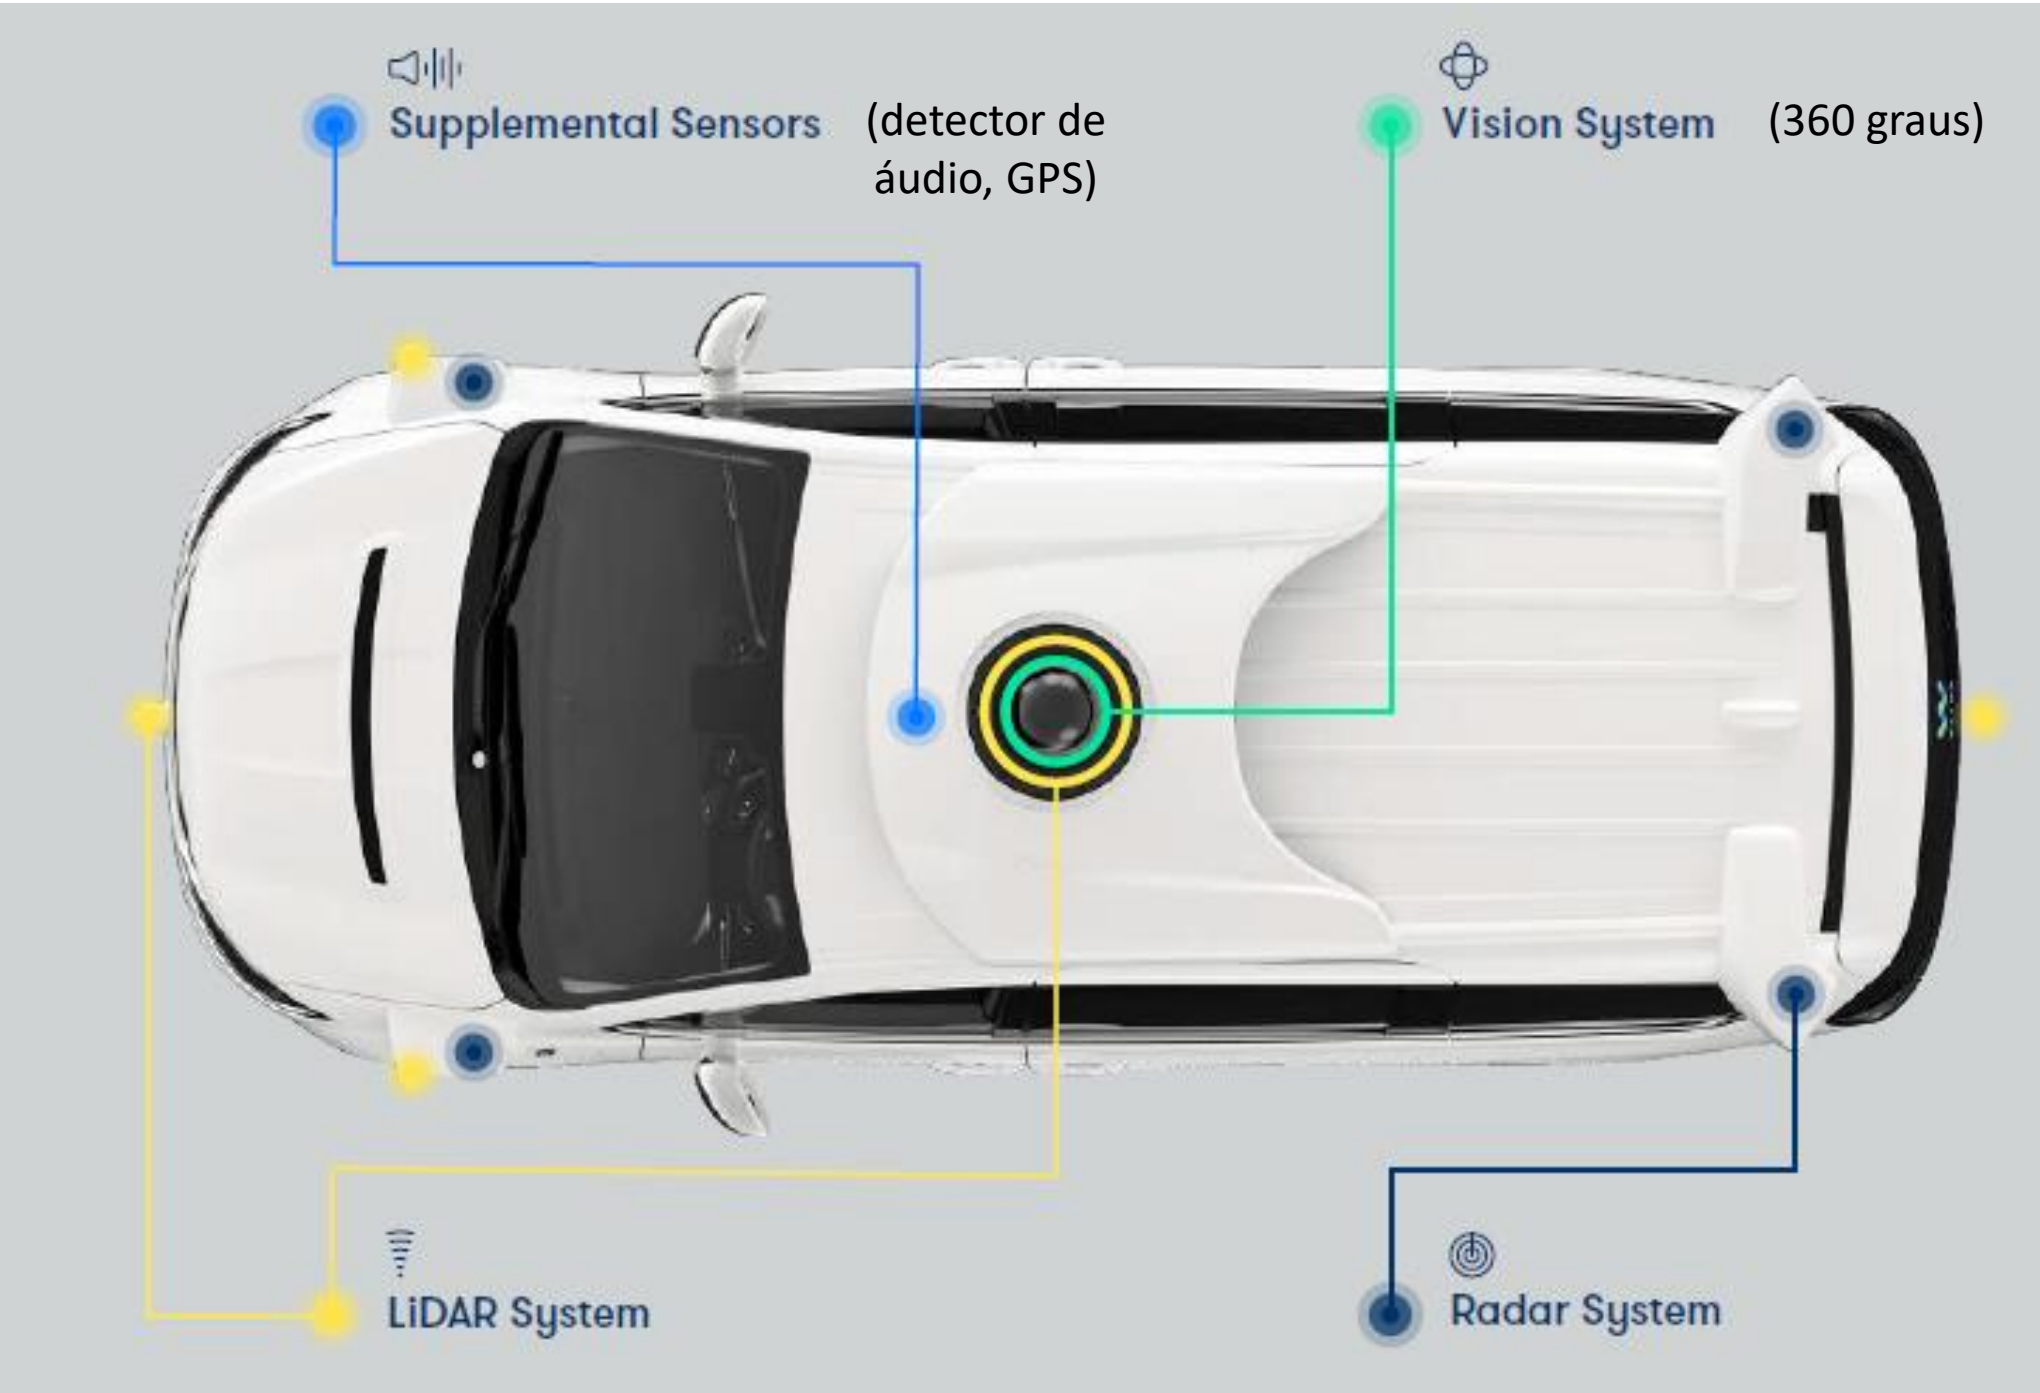 Supplemental Sensors (detector de
áudio, GPS)
Vision System (360 graus)
LiDAR System
Radar System